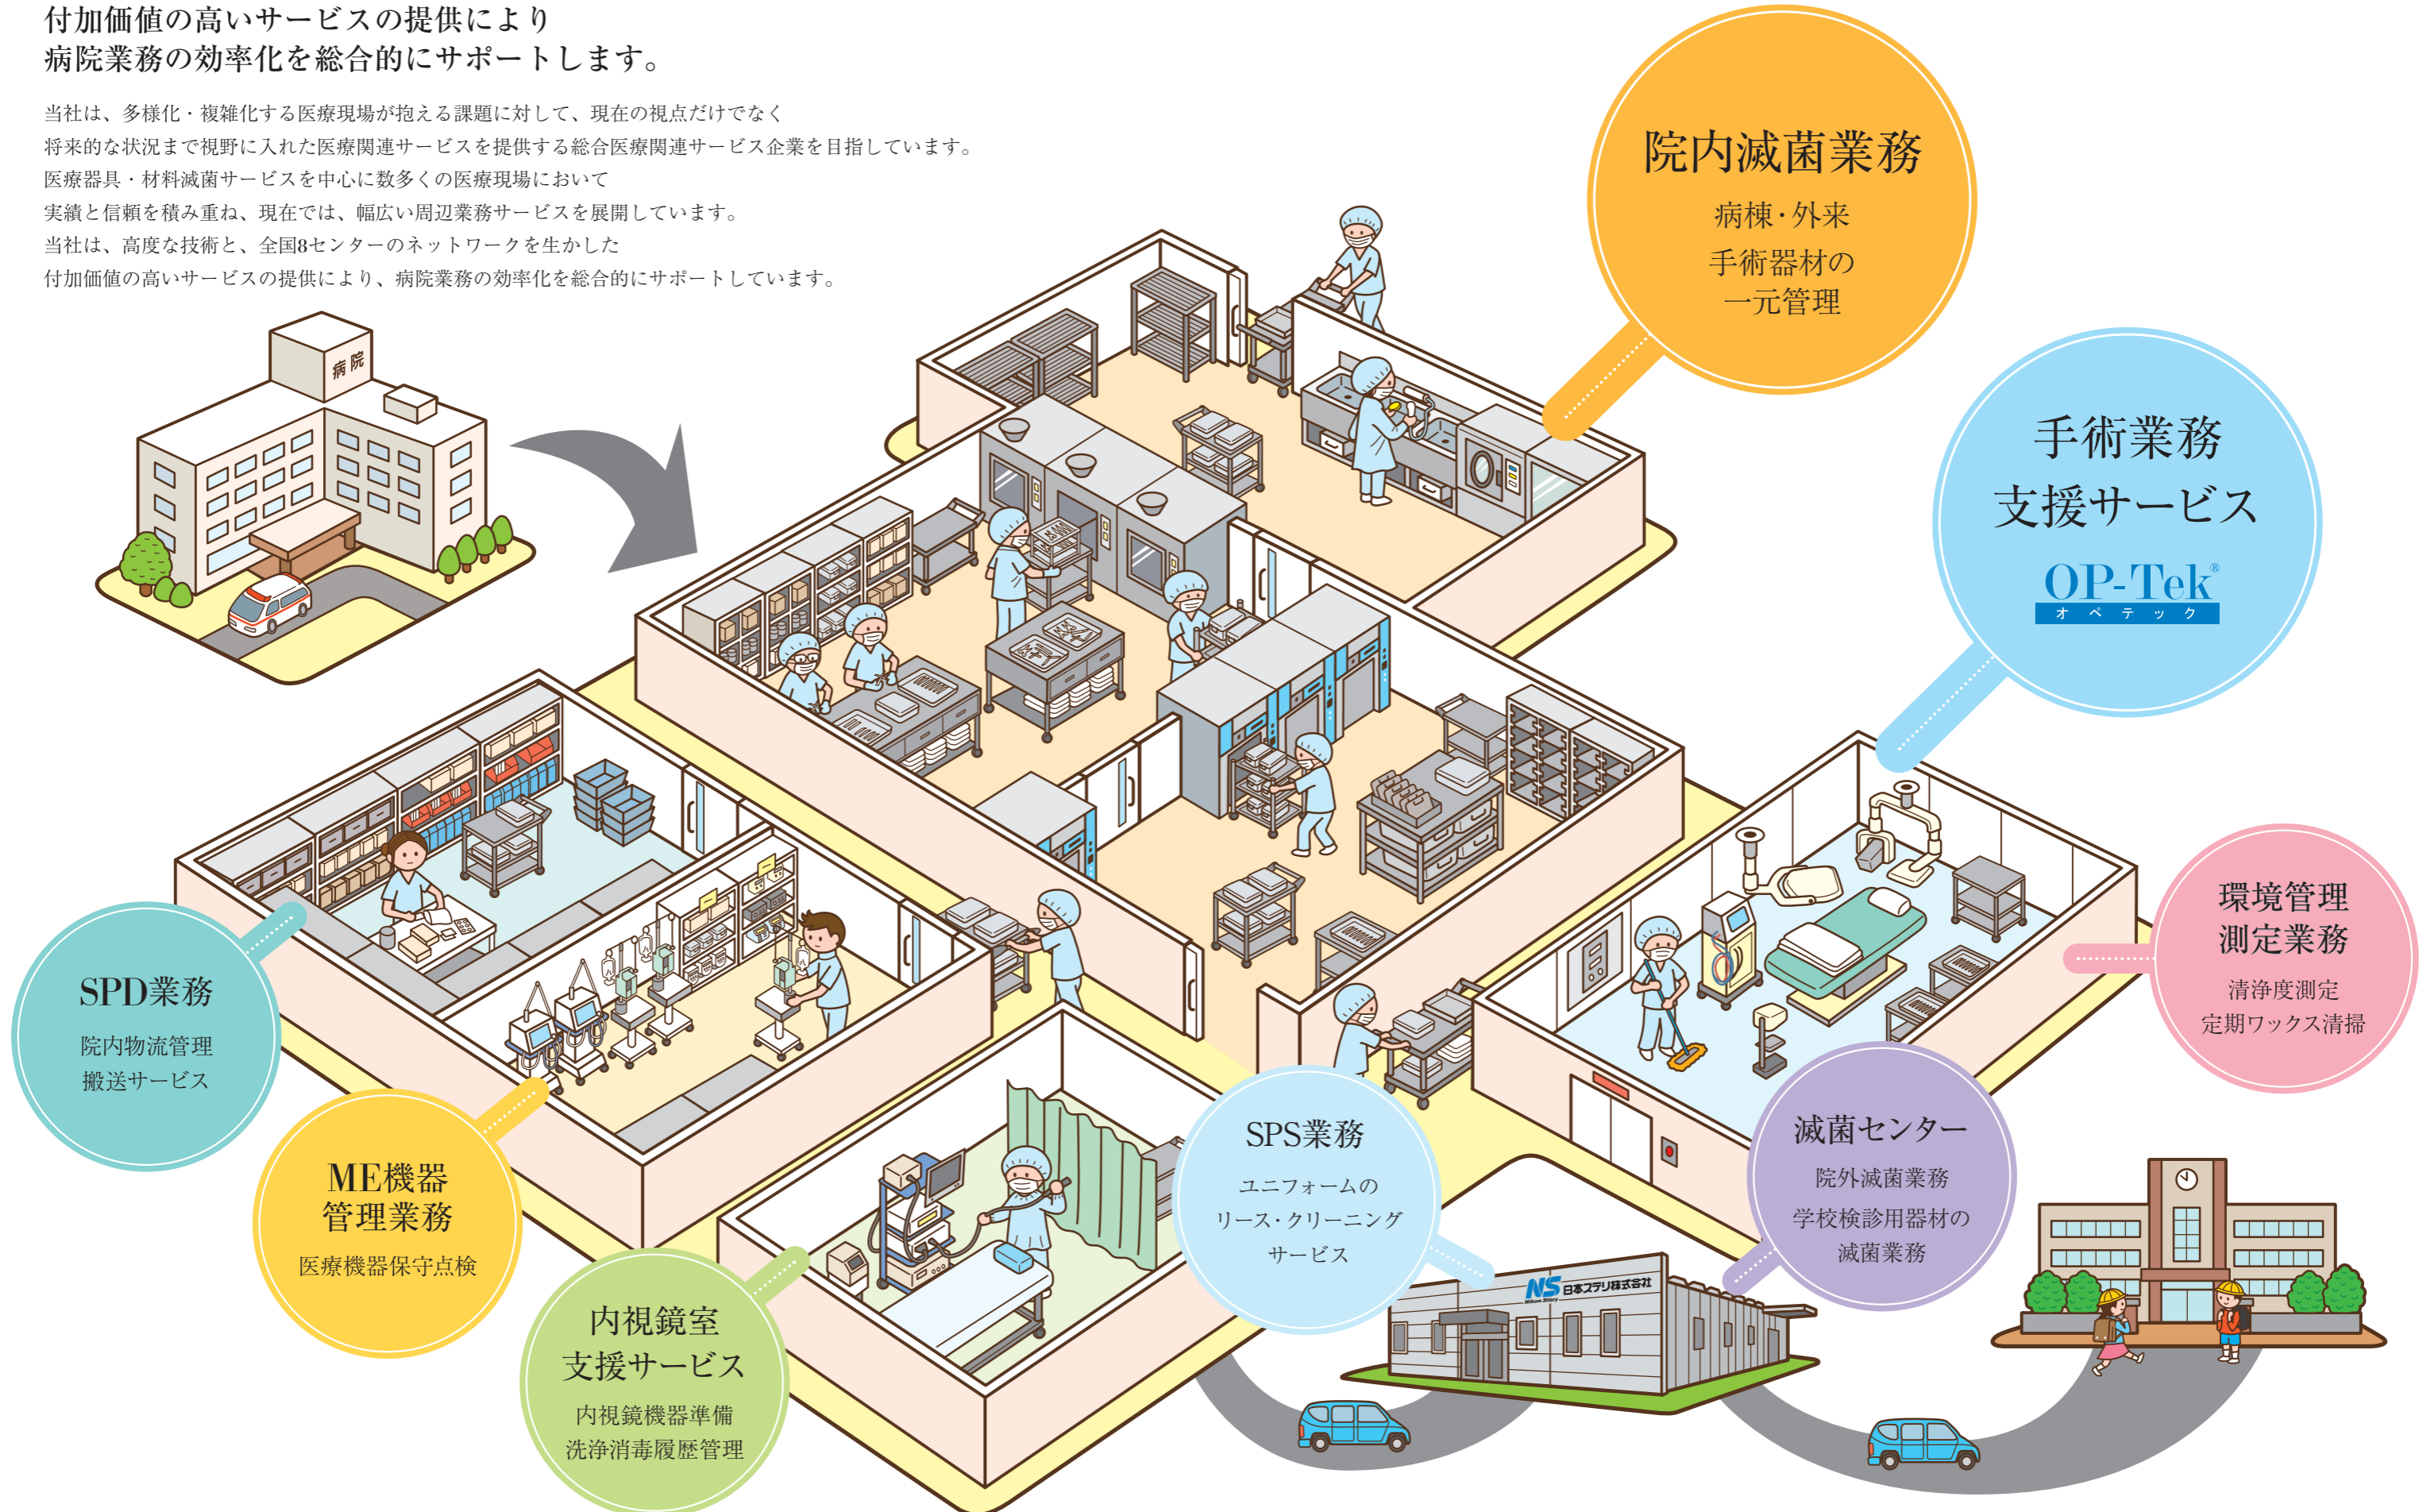 付加価値の高いサービスの提供により
病院業務の効率化を総合的にサポートします。
当社は、多様化・複雑化する医療現場が抱える課題に対して、現在の視点だけでなく
将来的な状況まで視野に入れた医療関連サービスを提供する総合医療関連サービス企業を目指しています。
医療器具・材料滅菌サービスを中心に数多くの医療現場において
実績と信頼を積み重ね、現在では、幅広い周辺業務サービスを展開しています。
当社は、高度な技術と、全国8センターのネットワークを生かした
付加価値の高いサービスの提供により、病院業務の効率化を総合的にサポートしています。
病院
院内滅菌業務
病棟・外来
手術器材の
一元管理
手術業務
支援サービス
OP-Tek®
オペテック
環境管理
測定業務
清浄度測定
定期ワックス清掃
SPD業務
院内物流管理
搬送サービス
ME機器
管理業務
医療機器保守点検
内視鏡室
支援サービス
内視鏡機器準備
洗浄消毒履歴管理
SPS業務
ユニフォームの
リース・クリーニング
サービス
滅菌センター
院外滅菌業務
学校検診用器材の
滅菌業務
NS 日本ステリ株式会社
Nihon Stery